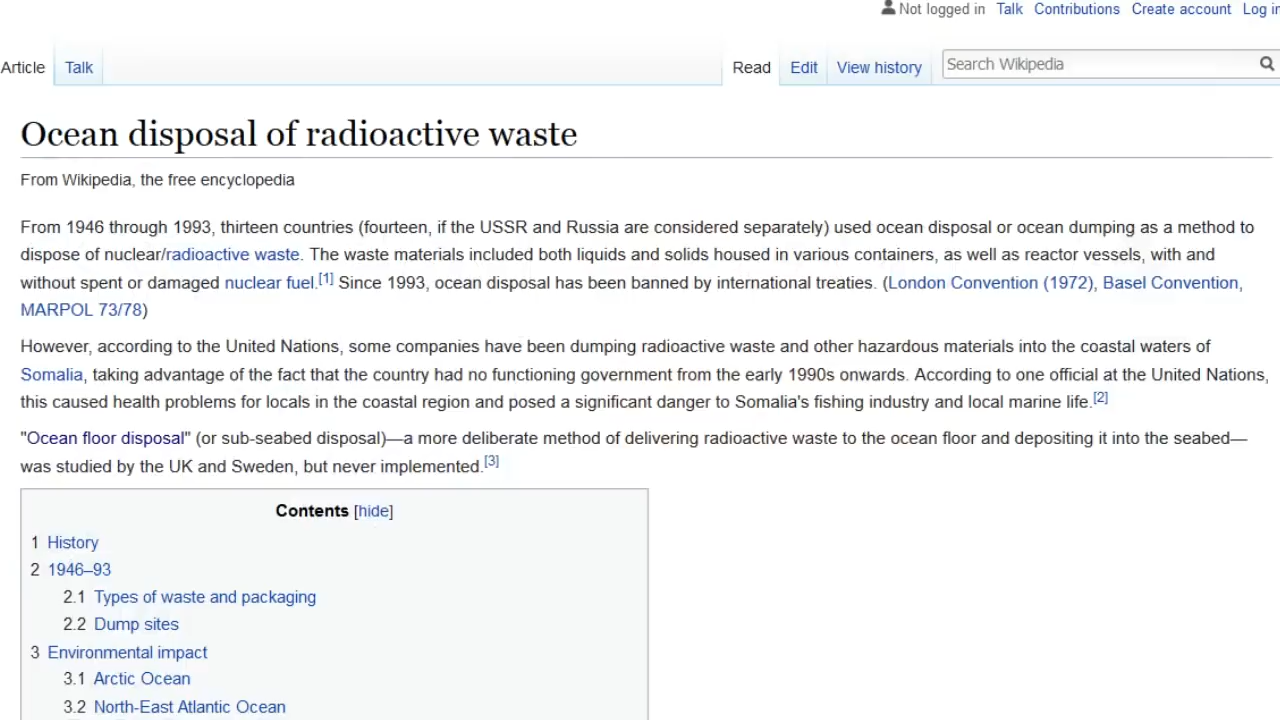 Not logged in Talk Contributions Create account Log in
Article Talk Read Edit View history Search Wikipedia
Ocean disposal of radioactive waste
From Wikipedia, the free encyclopedia
From 1946 through 1993, thirteen countries (fourteen, if the USSR and Russia are considered separately) used ocean disposal or ocean dumping as a method to
dispose of nuclear/radioactive waste. The waste materials included both liquids and solids housed in various containers, as well as reactor vessels, with and
without spent or damaged nuclear fuel.[1] Since 1993, ocean disposal has been banned by international treaties. (London Convention (1972), Basel Convention,
MARPOL 73/78)
However, according to the United Nations, some companies have been dumping radioactive waste and other hazardous materials into the coastal waters of
Somalia, taking advantage of the fact that the country had no functioning government from the early 1990s onwards. According to one official at the United Nations,
this caused health problems for locals in the coastal region and posed a significant danger to Somalia's fishing industry and local marine life.[2]
"Ocean floor disposal" (or sub-seabed disposal)—a more deliberate method of delivering radioactive waste to the ocean floor and depositing it into the seabed—
was studied by the UK and Sweden, but never implemented.[3]
Contents [hide]
1 History
2 1946–93
2.1 Types of waste and packaging
2.2 Dump sites
3 Environmental impact
3.1 Arctic Ocean
3.2 North-East Atlantic Ocean